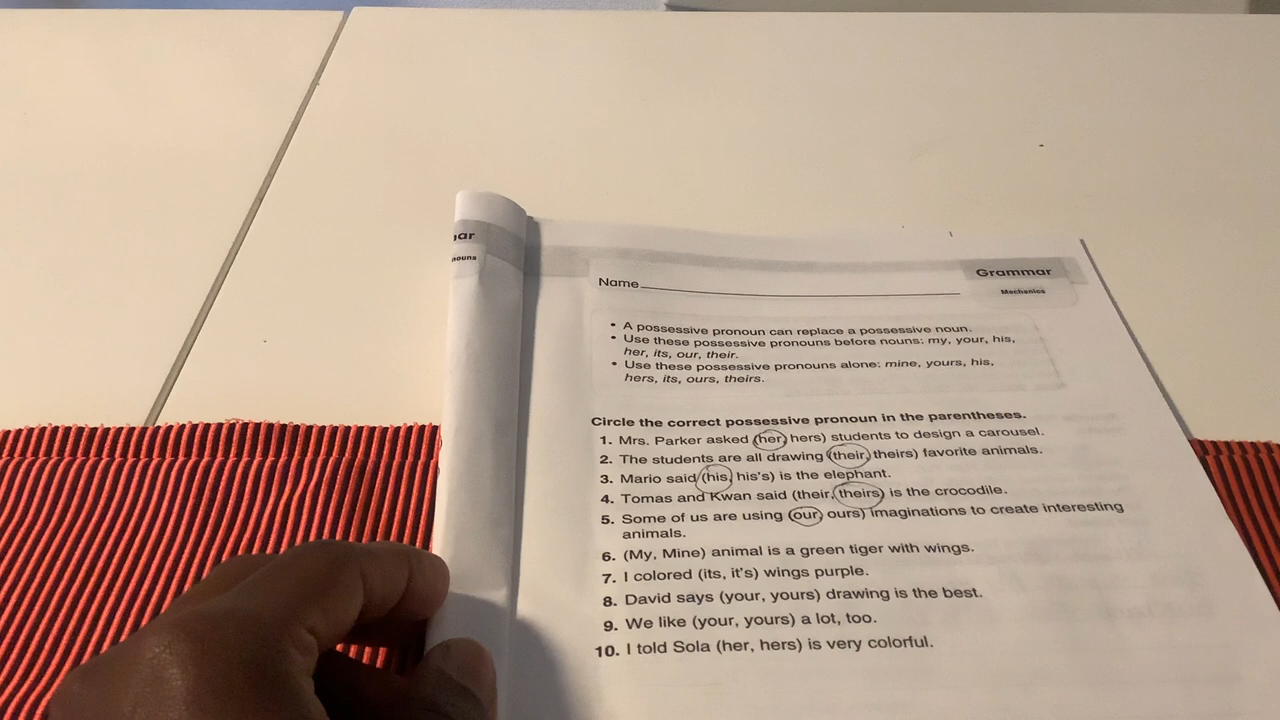 ar
nouns
Grammar
Mechanics
Name
• A possessive pronoun can replace a possessive noun.
• Use these possessive pronouns before nouns: my, your, his,
her, its, our, their.
• Use these possessive pronouns alone: mine, yours, his,
hers, its, ours, theirs.
Circle the correct possessive pronoun in the parentheses.
1. Mrs. Parker asked (her, hers) students to design a carousel.
2. The students are all drawing (their, theirs) favorite animals.
3. Mario said (his, his's) is the elephant.
4. Tomas and Kwan said (their, theirs) is the crocodile.
5. Some of us are using (our, ours) imaginations to create interesting
animals.
6. (My, Mine) animal is a green tiger with wings.
7. I colored (its, it's) wings purple.
8. David says (your, yours) drawing is the best.
9. We like (your, yours) a lot, too.
10. I told Sola (her, hers) is very colorful.